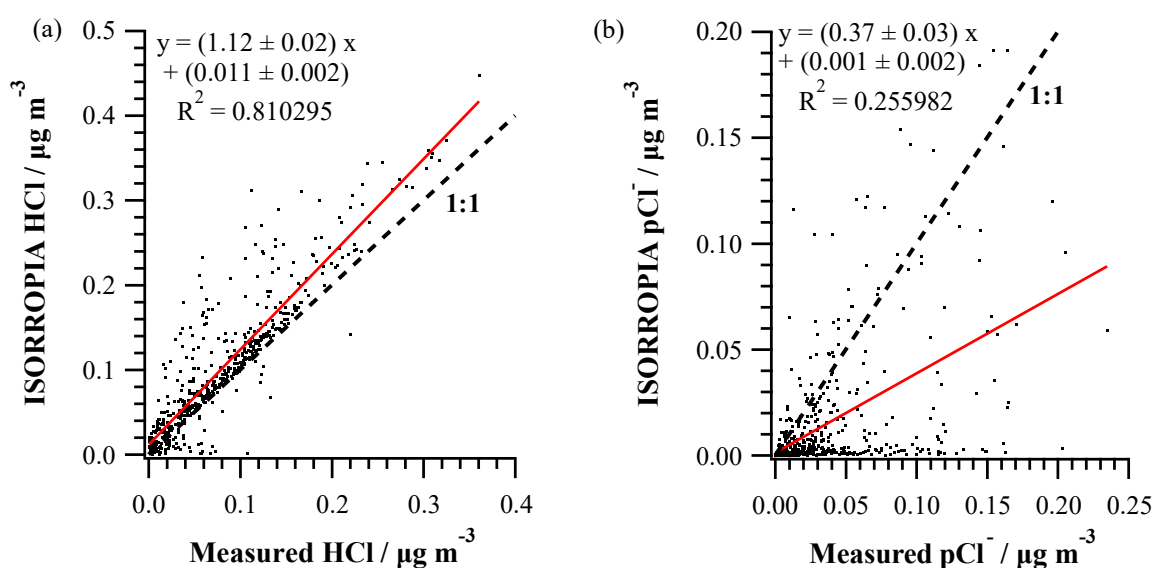 (a)
y = (1.12 ± 0.02) x
+ (0.011 ± 0.002)
R² = 0.810295
1:1
ISORROPIA HCl / µg m⁻³
0.5
0.4
0.3
0.2
0.1
0.0
0.0 0.1 0.2 0.3 0.4
Measured HCl / µg m⁻³
(b)
y = (0.37 ± 0.03) x
+ (0.001 ± 0.002)
R² = 0.255982
1:1
ISORROPIA pCl⁻ / µg m⁻³
0.20
0.15
0.10
0.05
0.00
0.00 0.05 0.10 0.15 0.20 0.25
Measured pCl⁻ / µg m⁻³